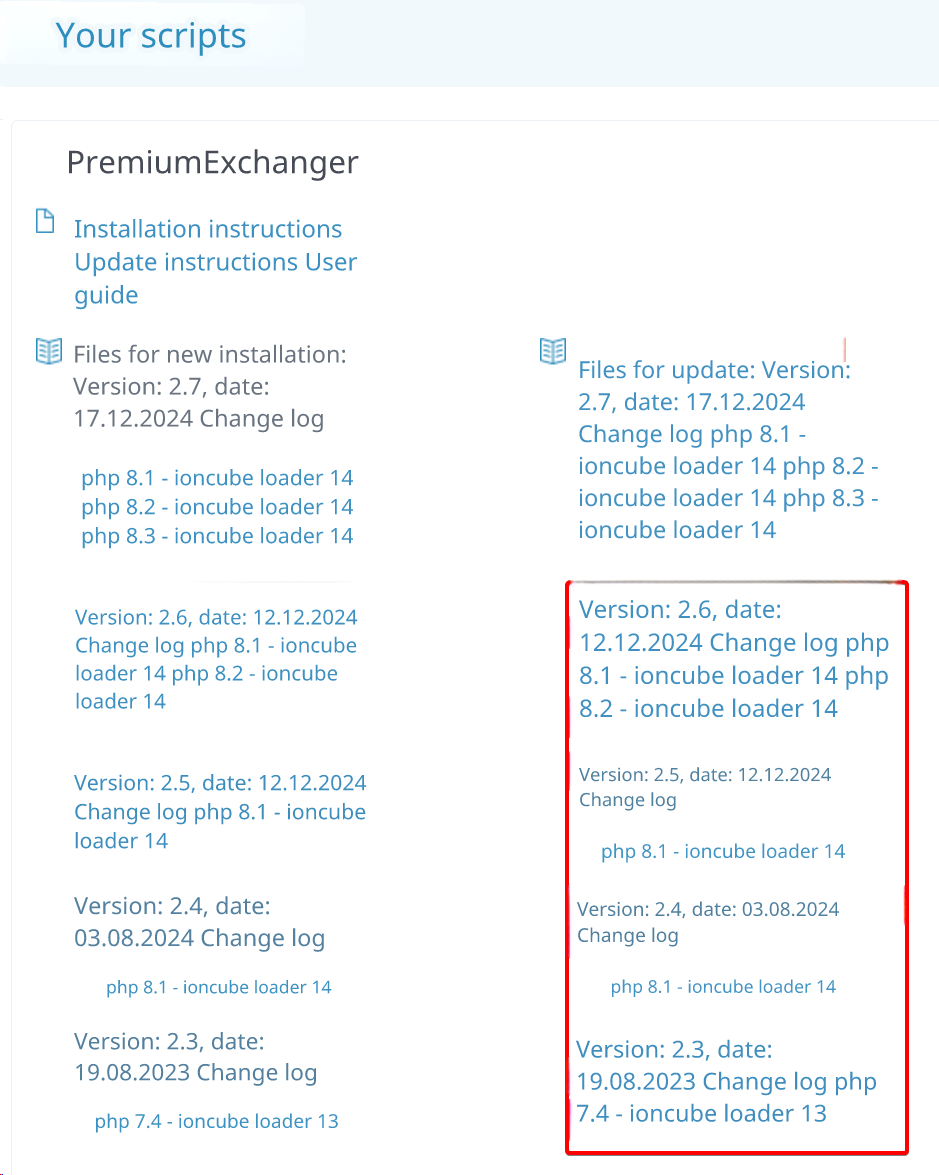 Your scripts
PremiumExchanger
Installation instructions
Update instructions User
guide
Files for new installation:
Version: 2.7, date:
17.12.2024 Change log
php 8.1 - ioncube loader 14
php 8.2 - ioncube loader 14
php 8.3 - ioncube loader 14
Version: 2.6, date: 12.12.2024
Change log php 8.1 - ioncube
loader 14 php 8.2 - ioncube
loader 14
Version: 2.5, date: 12.12.2024
Change log php 8.1 - ioncube
loader 14
Version: 2.4, date:
03.08.2024 Change log
php 8.1 - ioncube loader 14
Version: 2.3, date:
19.08.2023 Change log
php 7.4 - ioncube loader 13
Files for update: Version:
2.7, date: 17.12.2024
Change log php 8.1 -
ioncube loader 14 php 8.2 -
ioncube loader 14 php 8.3 -
ioncube loader 14
Version: 2.6, date:
12.12.2024 Change log php
8.1 - ioncube loader 14 php
8.2 - ioncube loader 14
Version: 2.5, date: 12.12.2024
Change log
php 8.1 - ioncube loader 14
Version: 2.4, date: 03.08.2024
Change log
php 8.1 - ioncube loader 14
Version: 2.3, date:
19.08.2023 Change log php
7.4 - ioncube loader 13